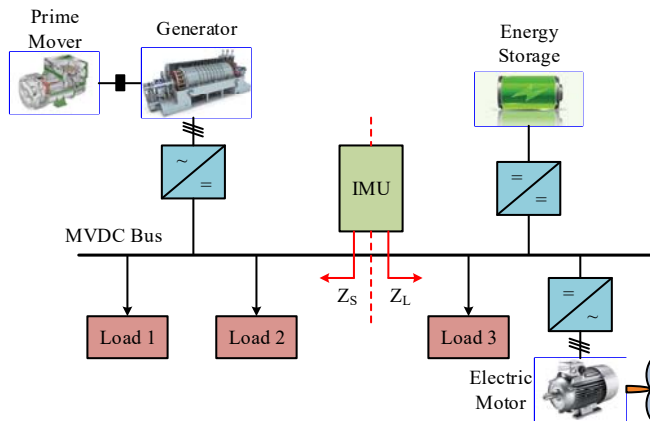 Prime
Mover
Generator
Energy
Storage
~
=
IMU
=
=
MVDC Bus
Z_S
Z_L
=
~
Load 1
Load 2
Load 3
Electric
Motor